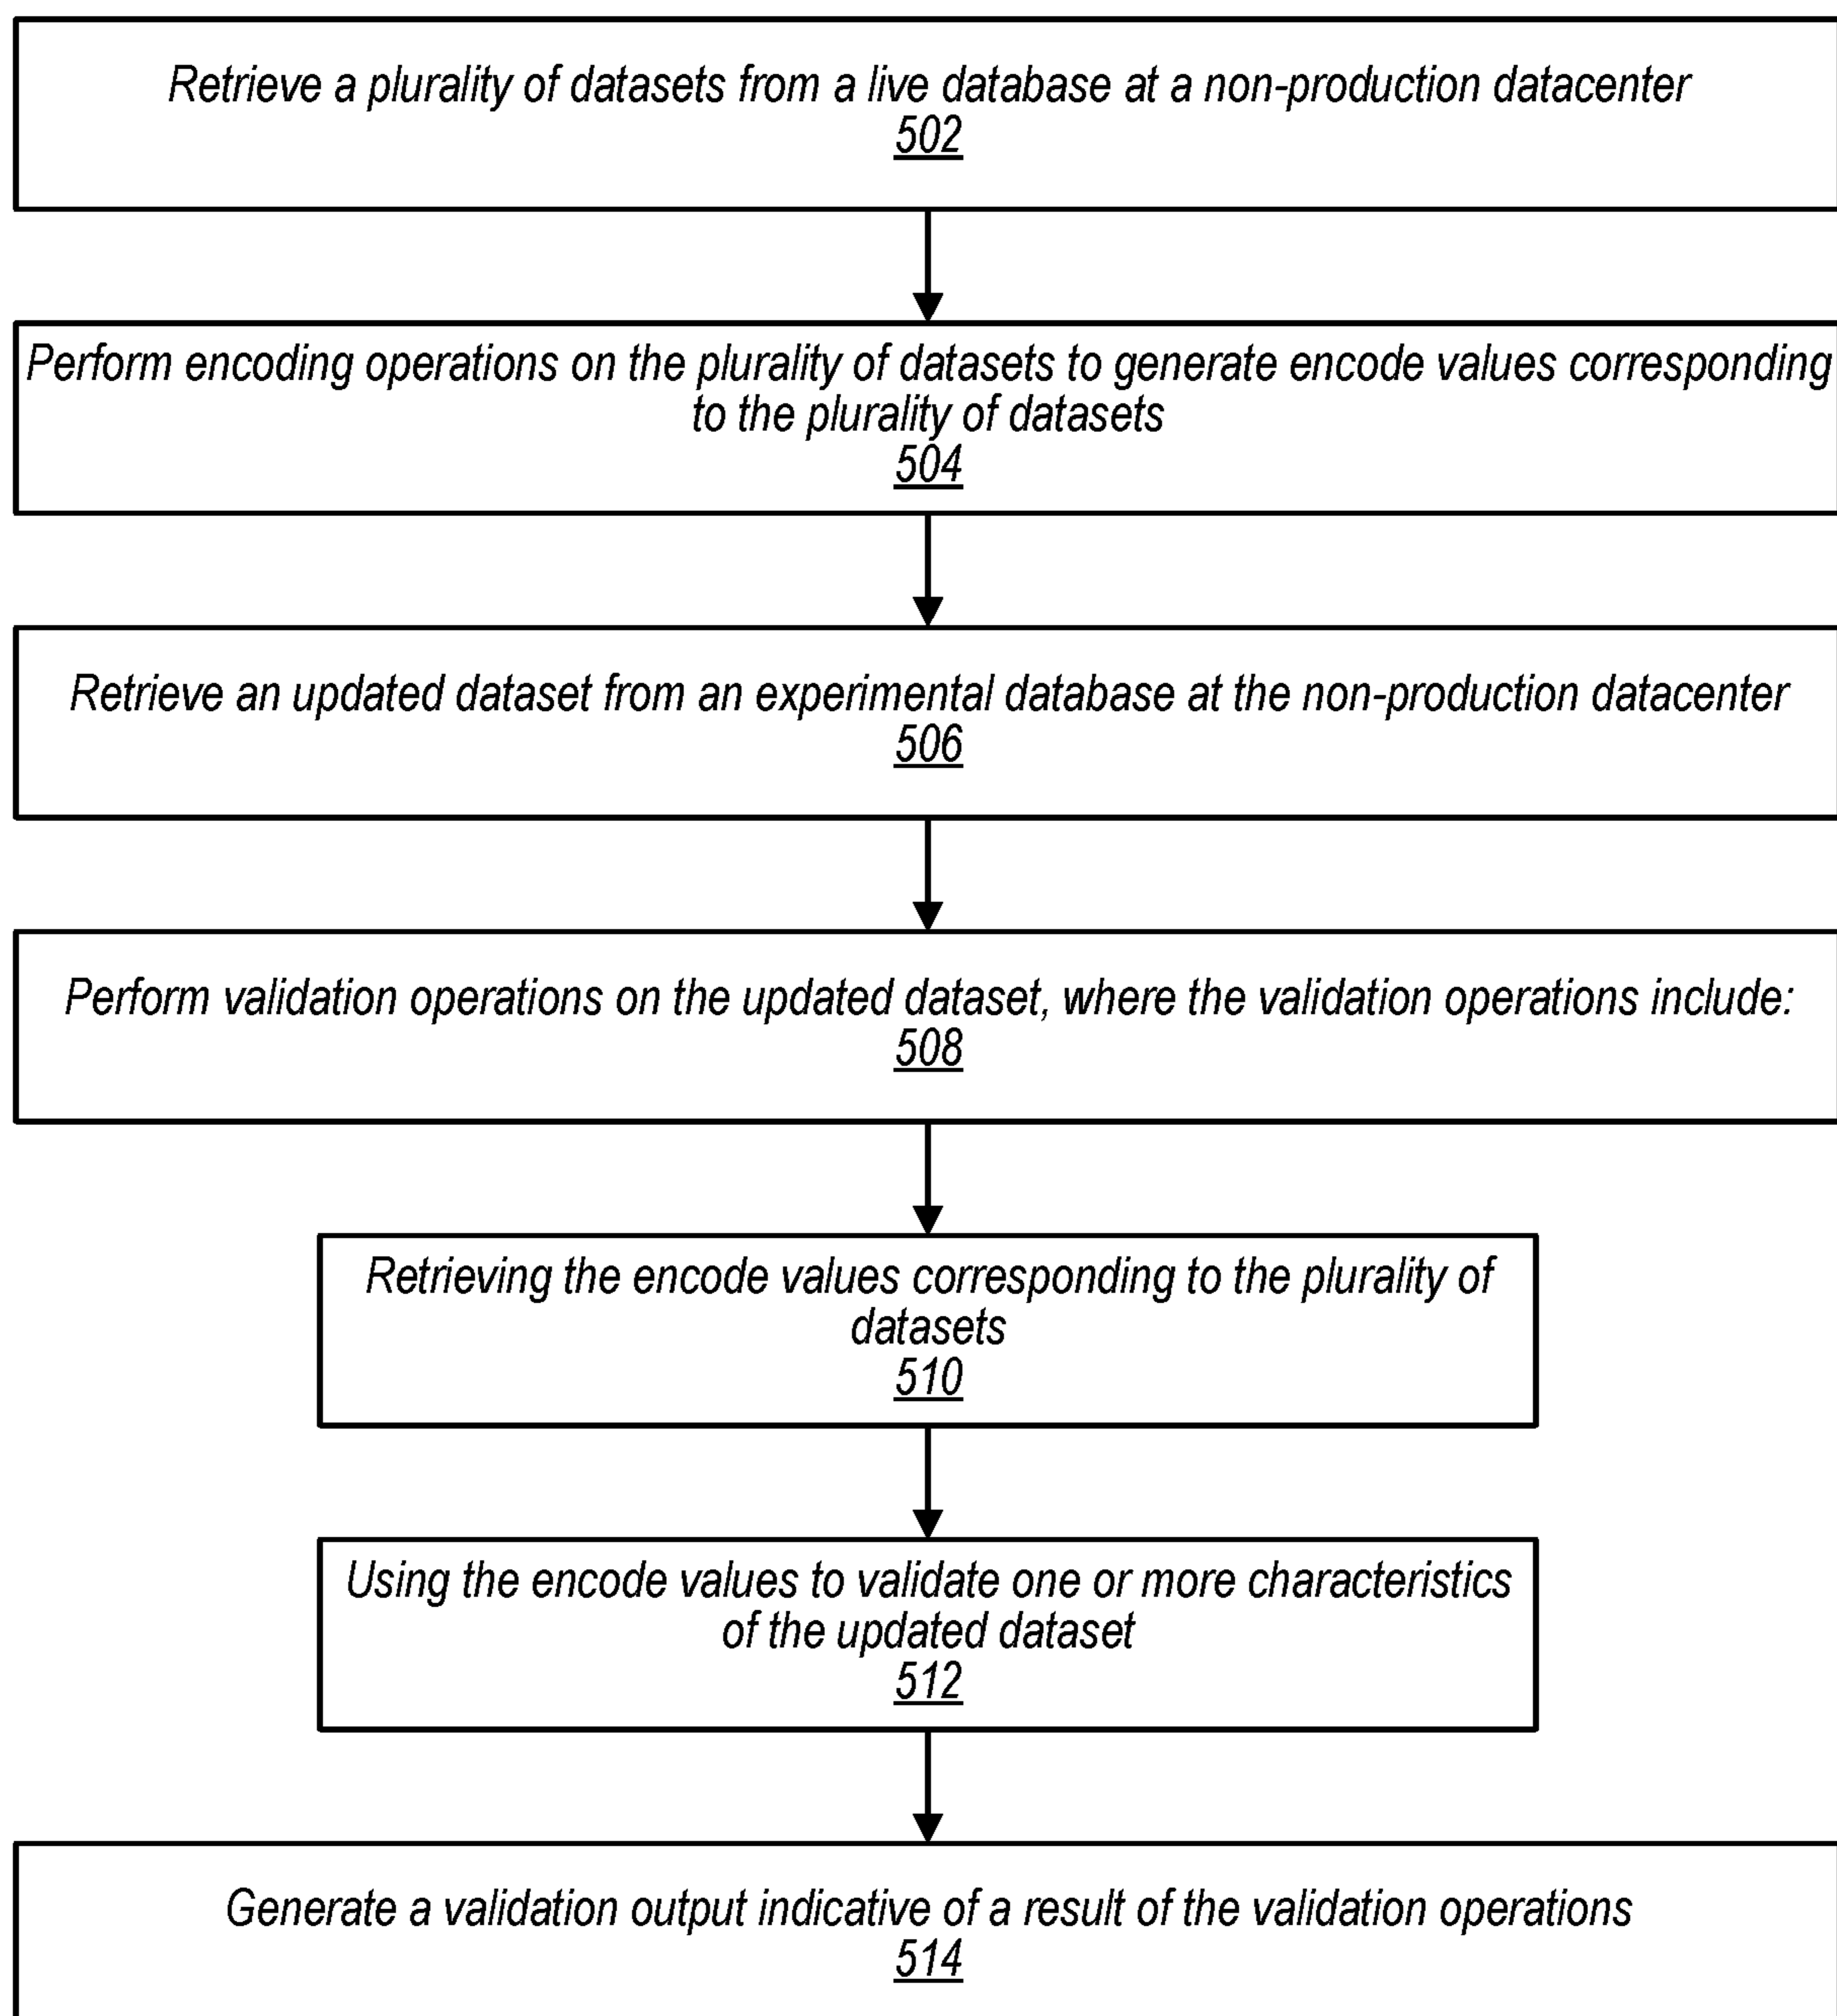 Retrieve a plurality of datasets from a live database at a non-production datacenter
502
Perform encoding operations on the plurality of datasets to generate encode values corresponding
to the plurality of datasets
504
Retrieve an updated dataset from an experimental database at the non-production datacenter
506
Perform validation operations on the updated dataset, where the validation operations include:
508
Retrieving the encode values corresponding to the plurality of
datasets
510
Using the encode values to validate one or more characteristics
of the updated dataset
512
Generate a validation output indicative of a result of the validation operations
514